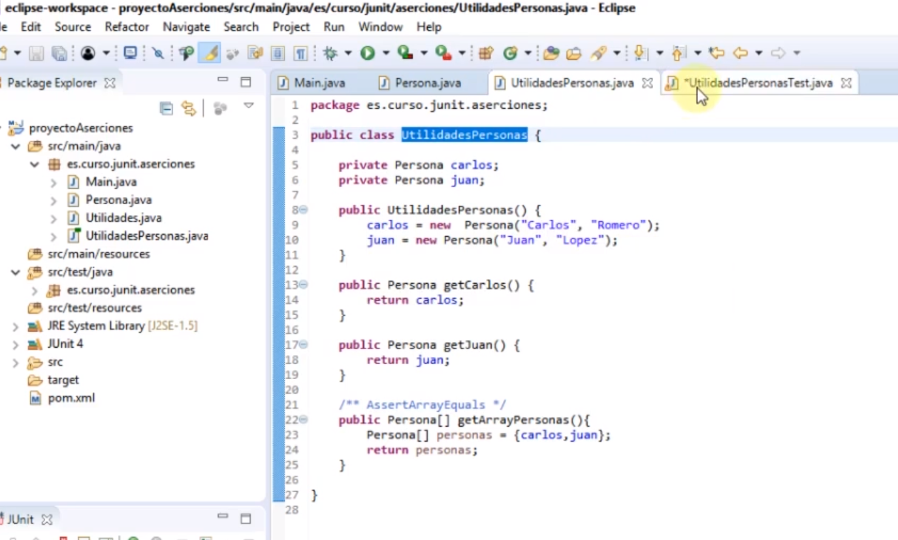 eclipse-workspace - proyectoAserciones/src/main/java/es/curso/junit/aserciones/UtilidadesPersonas.java - Eclipse
Edit Source Refactor Navigate Search Project Run Window Help
Package Explorer
proyectoAserciones
src/main/java
es.curso.junit.aserciones
Main.java
Persona.java
Utilidades.java
UtilidadesPersonas.java
src/main/resources
src/test/java
es.curso.junit.aserciones
src/test/resources
JRE System Library [J2SE-1.5]
JUnit 4
src
target
pom.xml
JUnit
Main.java Persona.java UtilidadesPersonas.java *UtilidadesPersonasTest.java
1 package es.curso.junit.aserciones;
2
3 public class UtilidadesPersonas {
4
5 private Persona carlos;
6 private Persona juan;
7
8 public UtilidadesPersonas() {
9 carlos = new Persona("Carlos", "Romero");
10 juan = new Persona("Juan", "Lopez");
11 }
12
13 public Persona getCarlos() {
14 return carlos;
15 }
16
17 public Persona getJuan() {
18 return juan;
19 }
20
21 /** AssertArrayEquals */
22 public Persona[] getArrayPersonas(){
23 Persona[] personas = {carlos,juan};
24 return personas;
25 }
26
27 }
28